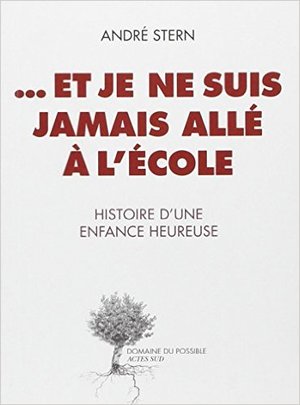 ANDRÉ STERN
... ET JE NE SUIS
JAMAIS ALLÉ
À L'ÉCOLE
HISTOIRE D'UNE
ENFANCE HEUREUSE
DOMAINE DU POSSIBLE
ACTES SUD